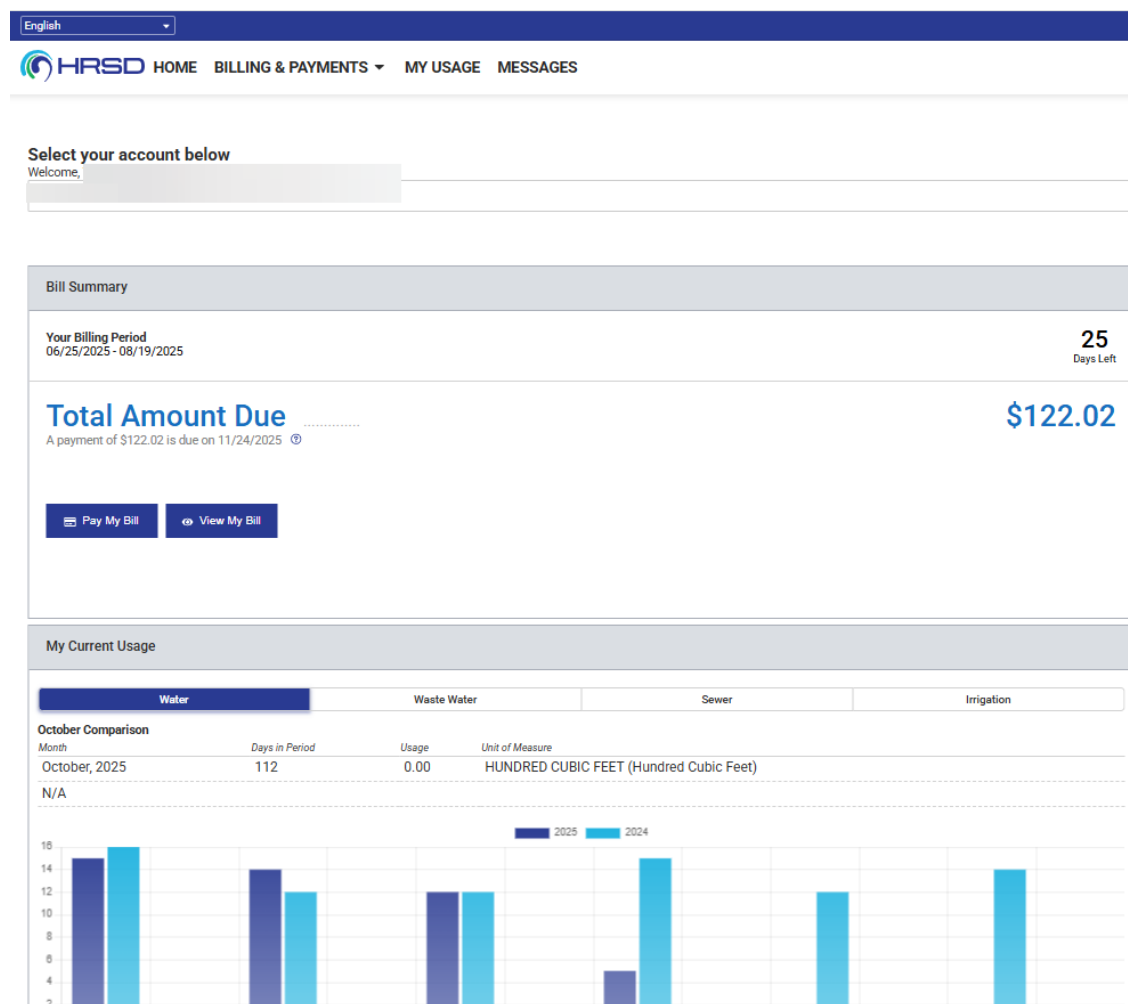 English
HRSD HOME BILLING & PAYMENTS MY USAGE MESSAGES
Select your account below
Welcome,
Bill Summary
Your Billing Period
06/25/2025 - 08/19/2025
25
Days Left
Total Amount Due
$122.02
A payment of $122.02 is due on 11/24/2025 ?
Pay My Bill View My Bill
My Current Usage
Water Waste Water Sewer Irrigation
October Comparison
Month Days in Period Usage Unit of Measure
October, 2025 112 0.00 HUNDRED CUBIC FEET (Hundred Cubic Feet)
N/A
2025 2024
16
14
12
10
8
6
4
2